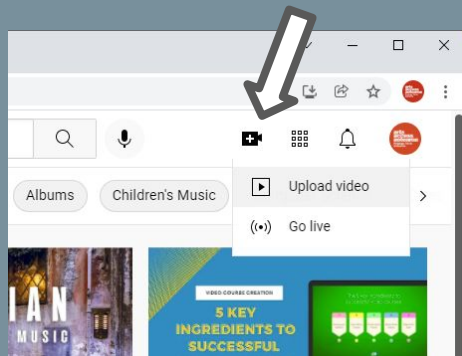 Albums
Children's Music
Upload video
Go live
IAN
MUSIC
VIDEO COURSE CREATION
5 KEY
INGREDIENTS TO
SUCCESSFUL